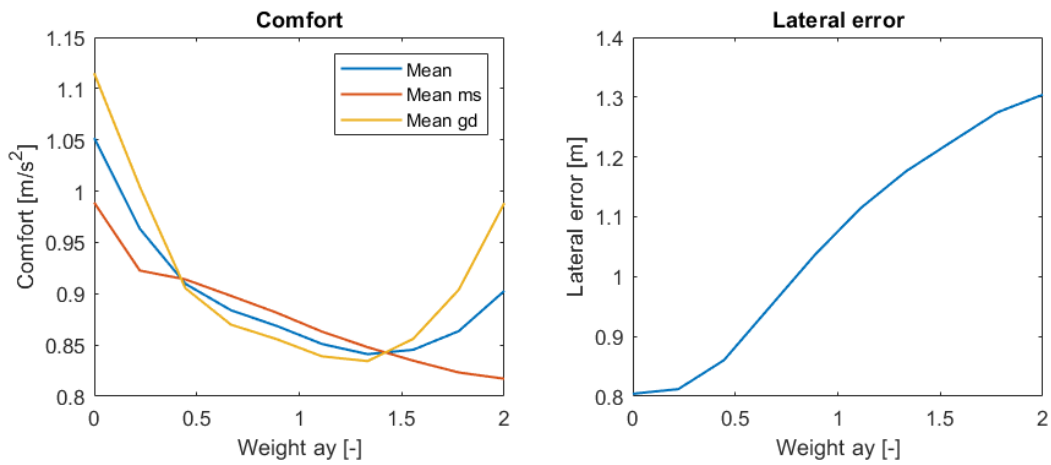 Comfort
1.15
1.1
1.05
1
0.95
0.9
0.85
0.8
Comfort [m/s²]
0
0.5
1
1.5
2
Weight ay [-]
Mean
Mean ms
Mean gd
Lateral error
1.4
1.3
1.2
1.1
1
0.9
0.8
Lateral error [m]
0
0.5
1
1.5
2
Weight ay [-]